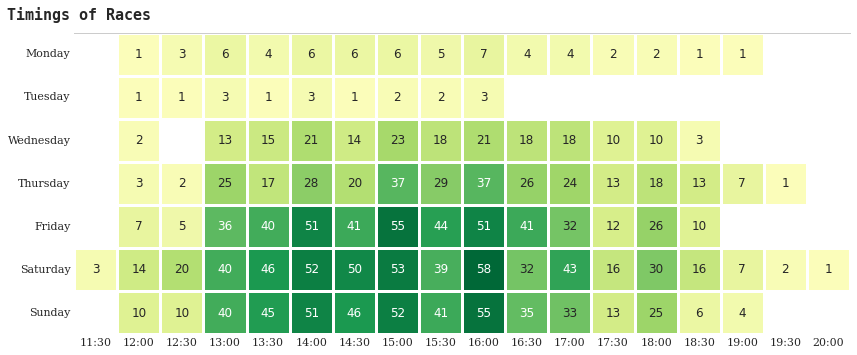 Timings of Races
Monday 1 3 6 4 6 6 6 5 7 4 4 2 2 1 1
Tuesday 1 1 3 1 3 1 2 2 3
Wednesday 2 13 15 21 14 23 18 21 18 18 10 10 3
Thursday 3 2 25 17 28 20 37 29 37 26 24 13 18 13 7 1
Friday 7 5 36 40 51 41 55 44 51 41 32 12 26 10
Saturday 3 14 20 40 46 52 50 53 39 58 32 43 16 30 16 7 2 1
Sunday 10 10 40 45 51 46 52 41 55 35 33 13 25 6 4
11:30 12:00 12:30 13:00 13:30 14:00 14:30 15:00 15:30 16:00 16:30 17:00 17:30 18:00 18:30 19:00 19:30 20:00